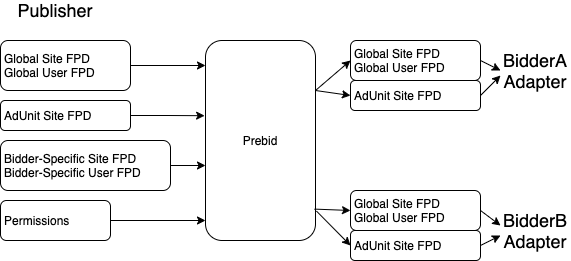 Publisher
Global Site FPD
Global User FPD
AdUnit Site FPD
Bidder-Specific Site FPD
Bidder-Specific User FPD
Permissions
Prebid
Global Site FPD
Global User FPD
AdUnit Site FPD
BidderA
Adapter
Global Site FPD
Global User FPD
AdUnit Site FPD
BidderB
Adapter